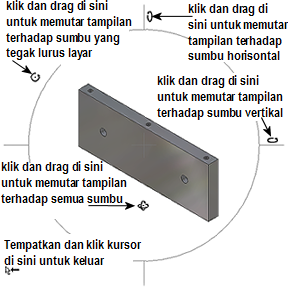 klik dan drag di sini
untuk memutar tampilan
terhadap sumbu yang
tegak lurus layar
klik dan drag di
sini untuk memutar
tampilan terhadap
sumbu horisontal
klik dan drag di sini
untuk memutar tampilan
terhadap sumbu vertikal
klik dan drag di sini
untuk memutar tampilan
terhadap semua sumbu
Tempatkan dan klik kursor
di sini untuk keluar